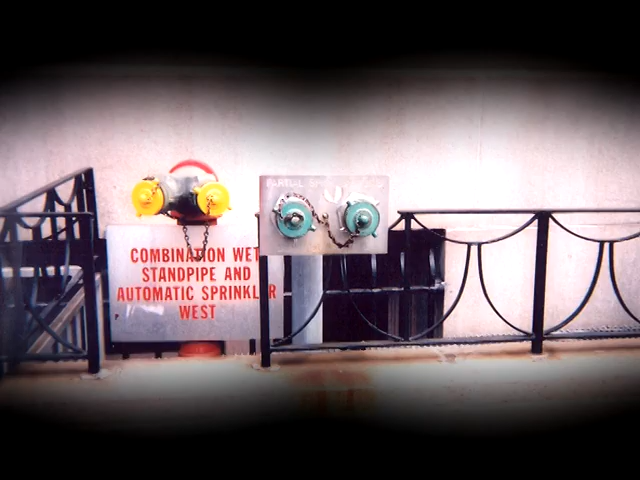 COMBINATION WET
STANDPIPE AND
AUTOMATIC SPRINKLER
WEST